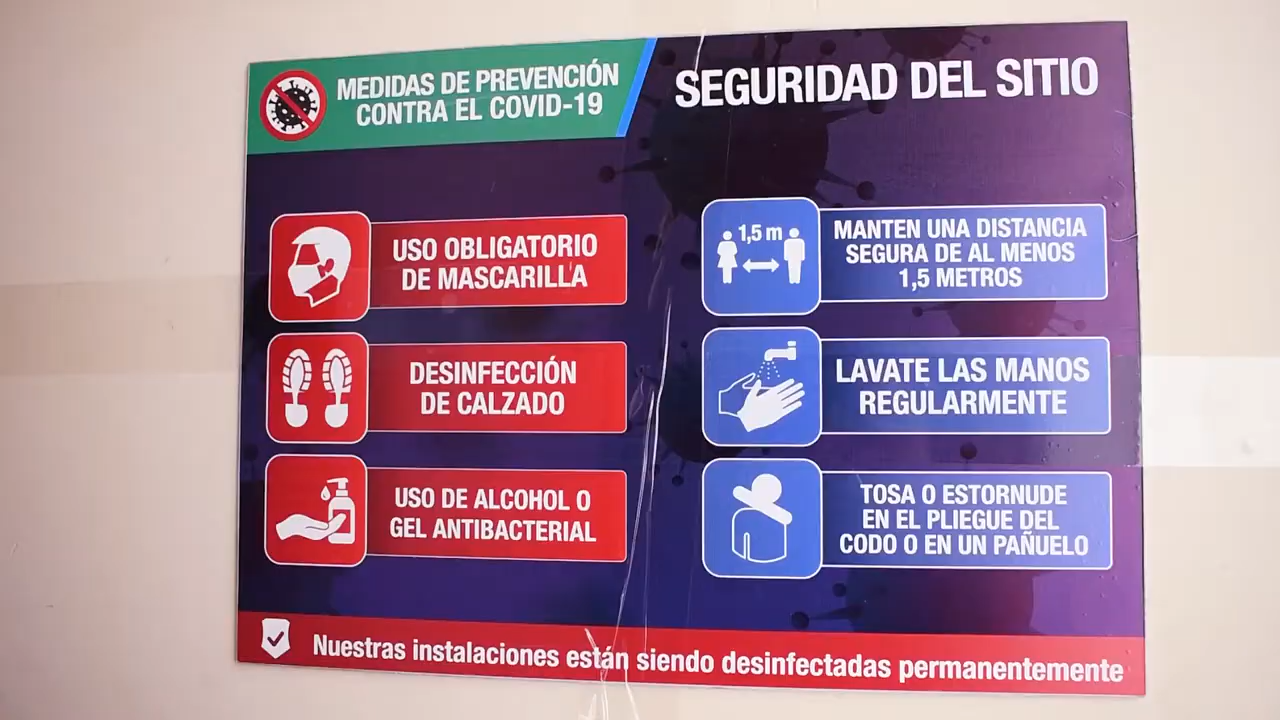 MEDIDAS DE PREVENCIÓN
CONTRA EL COVID-19
SEGURIDAD DEL SITIO
USO OBLIGATORIO
DE MASCARILLA
DESINFECCIÓN
DE CALZADO
USO DE ALCOHOL O
GEL ANTIBACTERIAL
1,5 m
MANTEN UNA DISTANCIA
SEGURA DE AL MENOS
1,5 METROS
LAVATE LAS MANOS
REGULARMENTE
TOSA O ESTORNUDE
EN EL PLIEGUE DEL
CODO O EN UN PAÑUELO
Nuestras instalaciones están siendo desinfectadas permanentemente